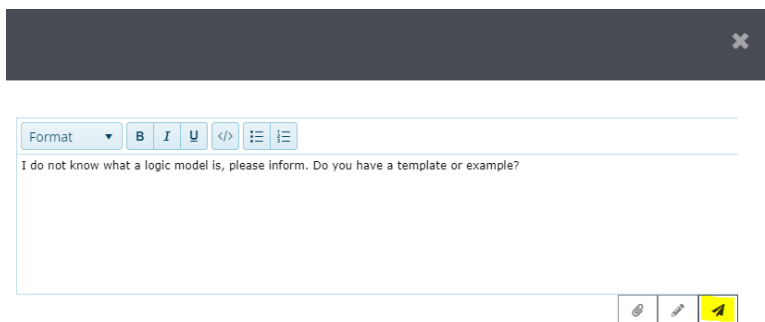 Format B I U </>
I do not know what a logic model is, please inform. Do you have a template or example?